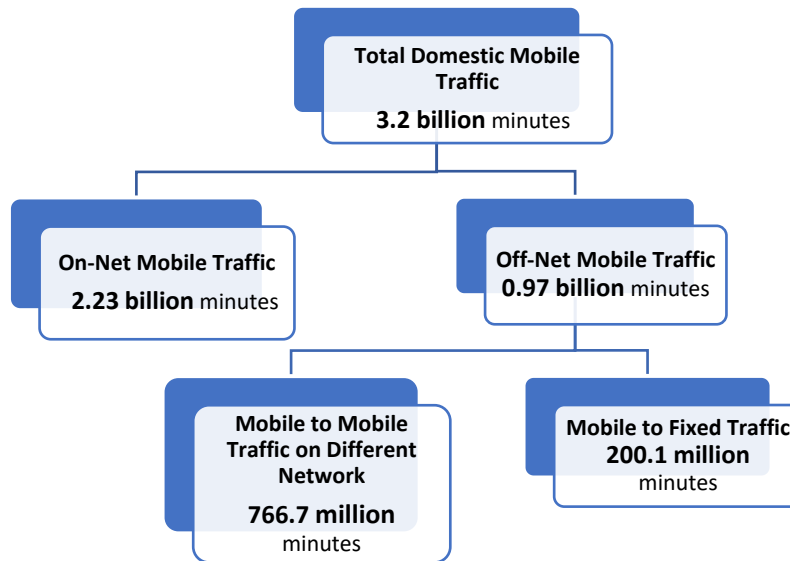 Total Domestic Mobile
Traffic
3.2 billion minutes
On-Net Mobile Traffic
2.23 billion minutes
Off-Net Mobile Traffic
0.97 billion minutes
Mobile to Mobile
Traffic on Different
Network
766.7 million
minutes
Mobile to Fixed Traffic
200.1 million
minutes